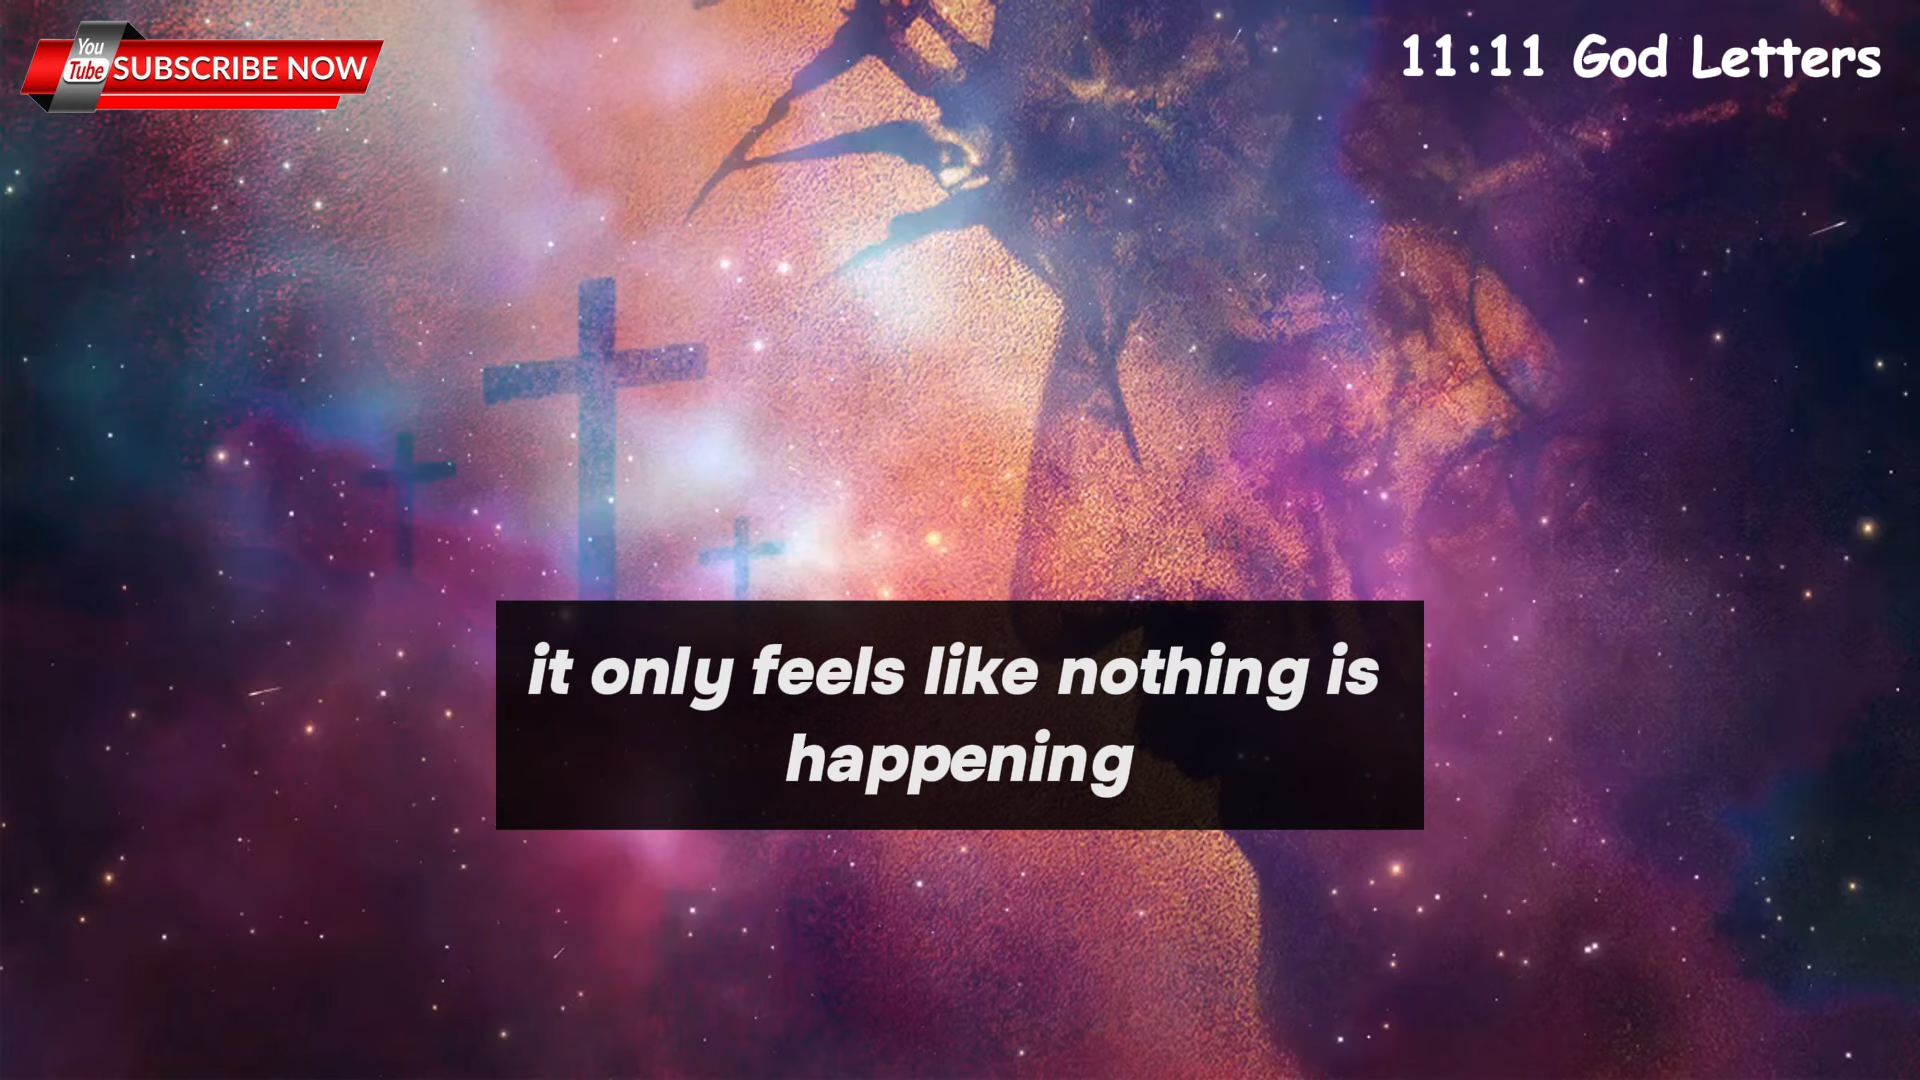 You
Tube
SUBSCRIBE NOW
11:11 God Letters
it only feels like nothing is
happening